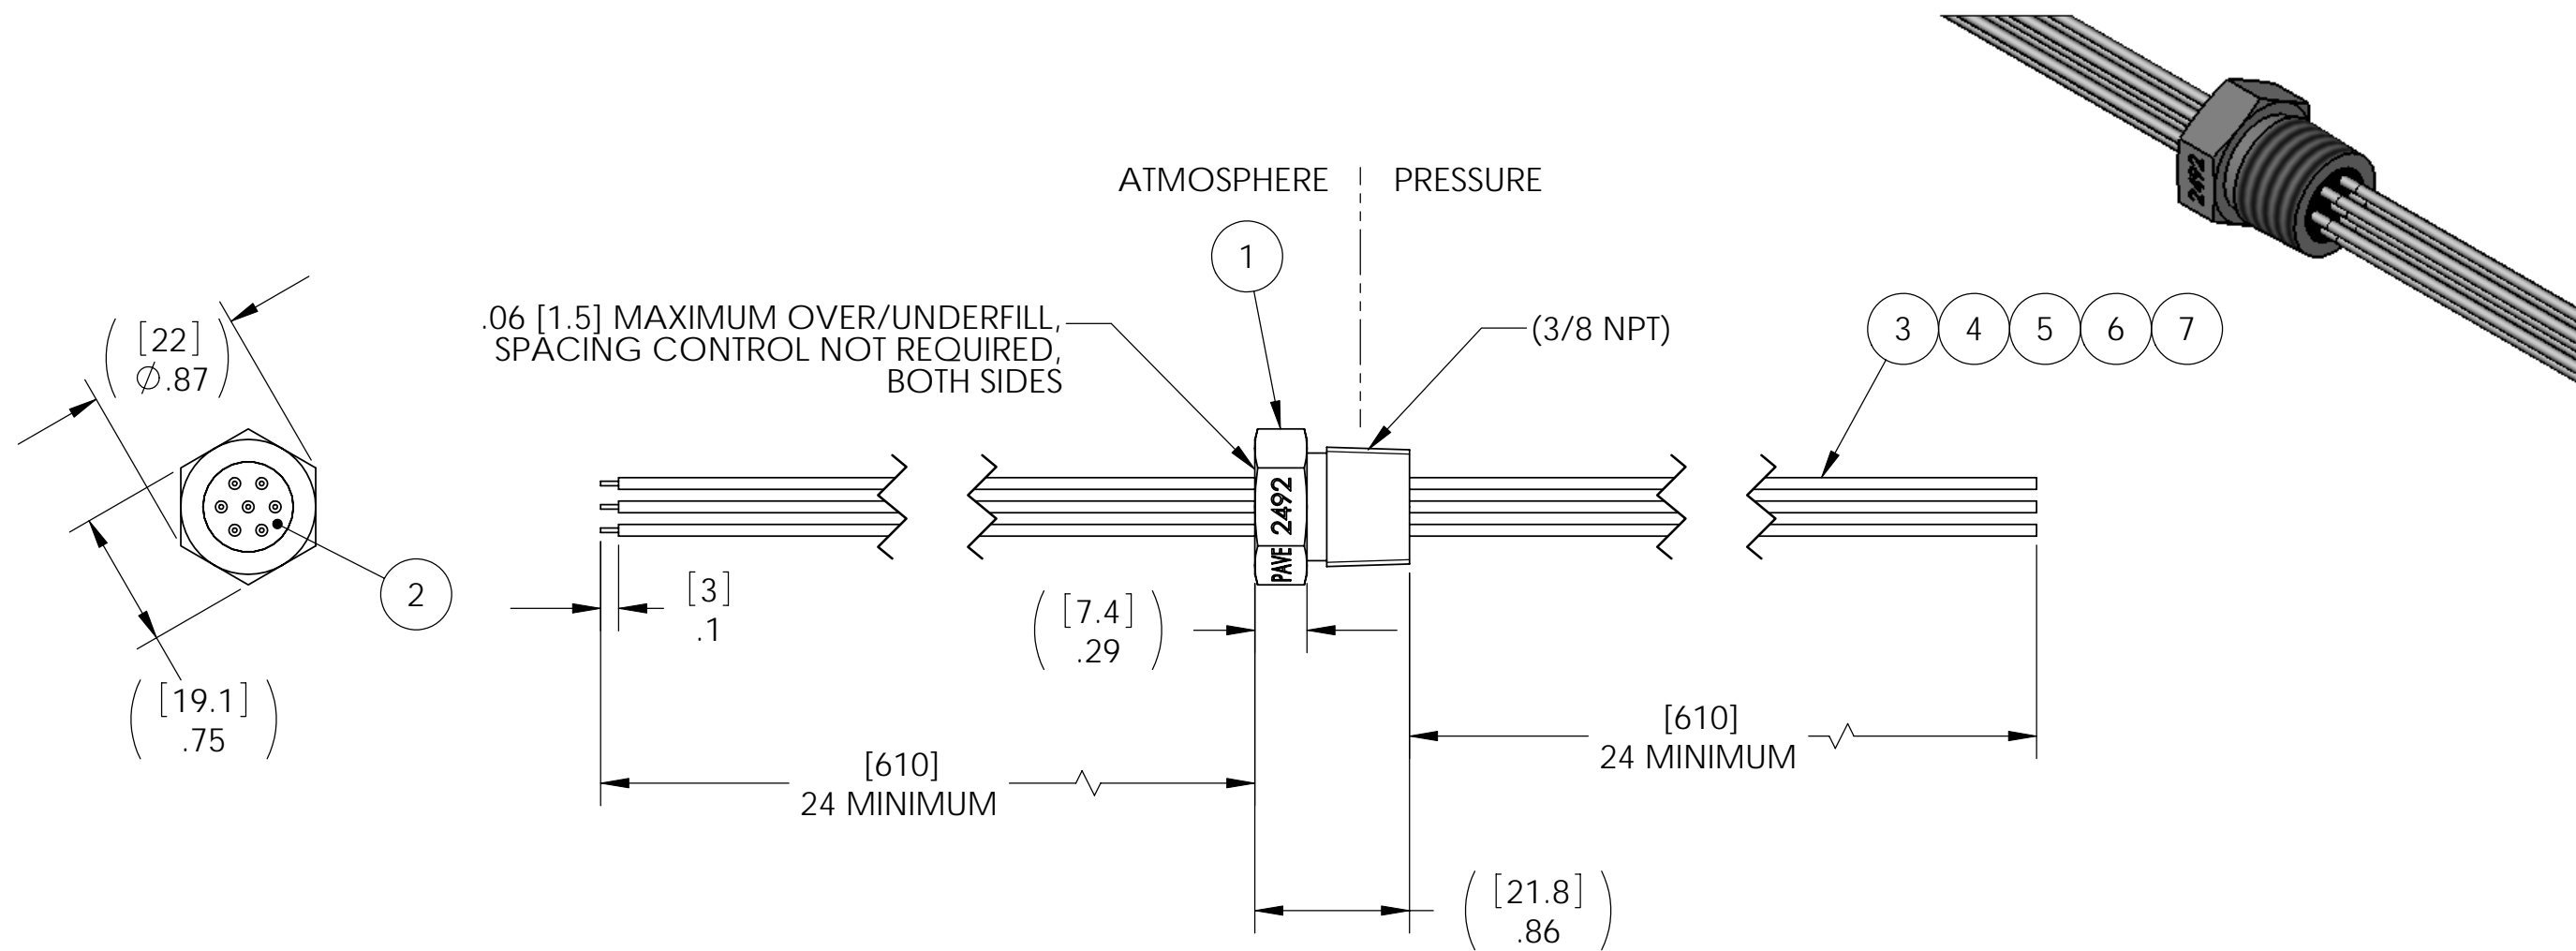 ATMOSPHERE
PRESSURE
1
.06 [1.5] MAXIMUM OVER/UNDERFILL,
SPACING CONTROL NOT REQUIRED,
BOTH SIDES
(3/8 NPT)
3 4 5 6 7
2492
([22]
Ø.87)
2
([19.1]
.75)
[3]
.1
PAVE 2492
([7.4]
.29)
[610]
24 MINIMUM
[610]
24 MINIMUM
([21.8]
.86)